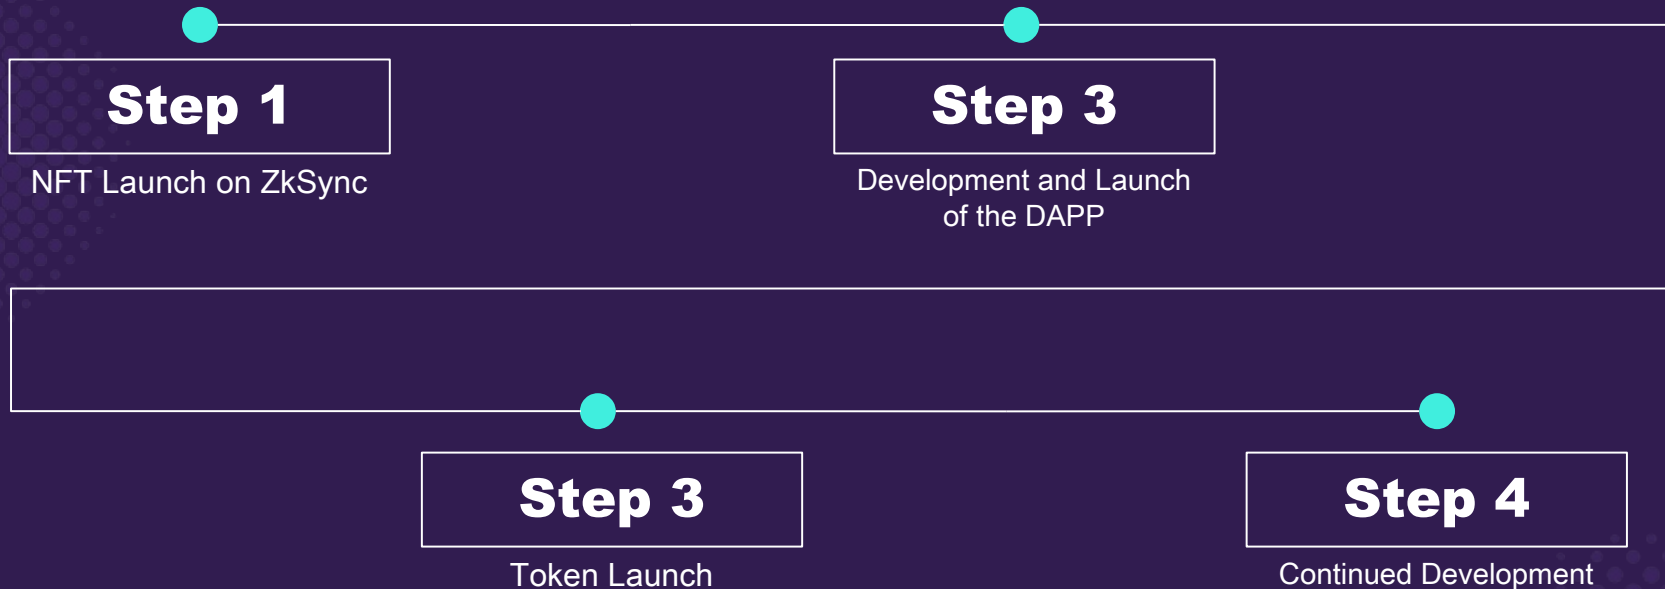 Step 1
NFT Launch on ZkSync
Step 3
Development and Launch
of the DAPP
Step 3
Token Launch
Step 4
Continued Development